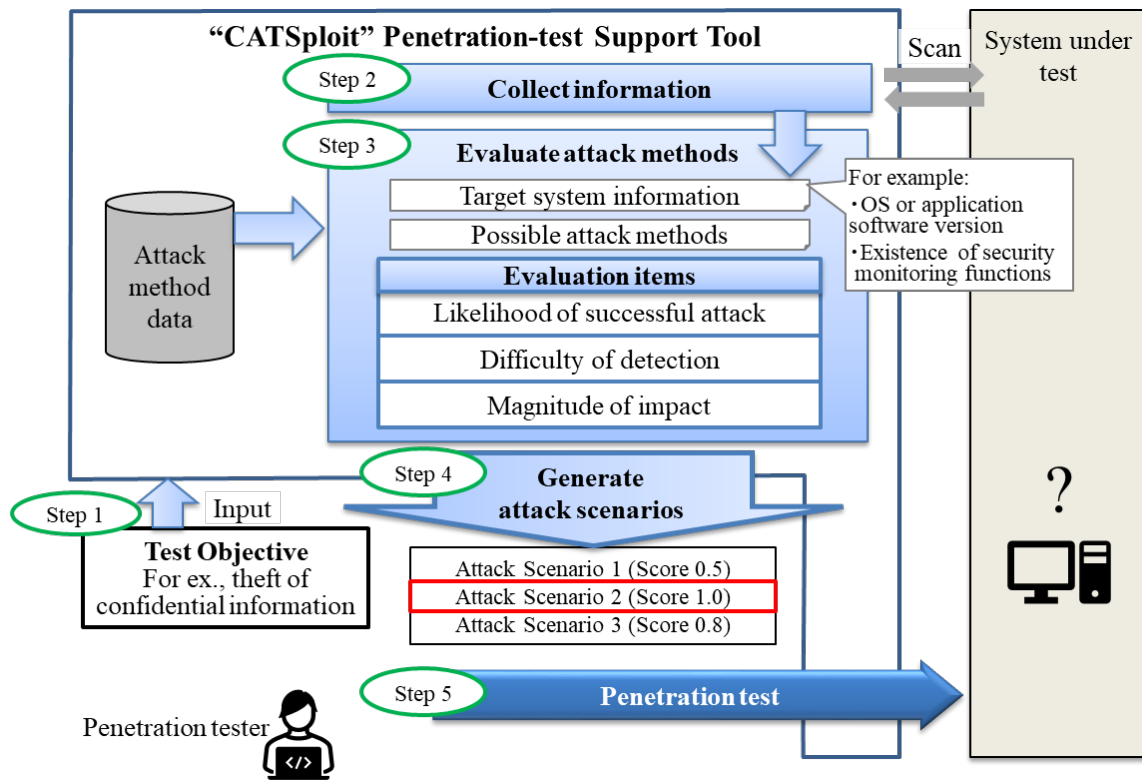 “CATSploit” Penetration-test Support Tool
Scan
System under
test
Step 2
Collect information
Step 3
Evaluate attack methods
Target system information
For example:
・OS or application
software version
・Existence of security
monitoring functions
Possible attack methods
Attack
method
data
Evaluation items
Likelihood of successful attack
Difficulty of detection
Magnitude of impact
Step 4
Generate
attack scenarios
Step 1
Input
Test Objective
For ex., theft of
confidential information
Attack Scenario 1 (Score 0.5)
Attack Scenario 2 (Score 1.0)
Attack Scenario 3 (Score 0.8)
?
Step 5
Penetration test
Penetration tester
</>